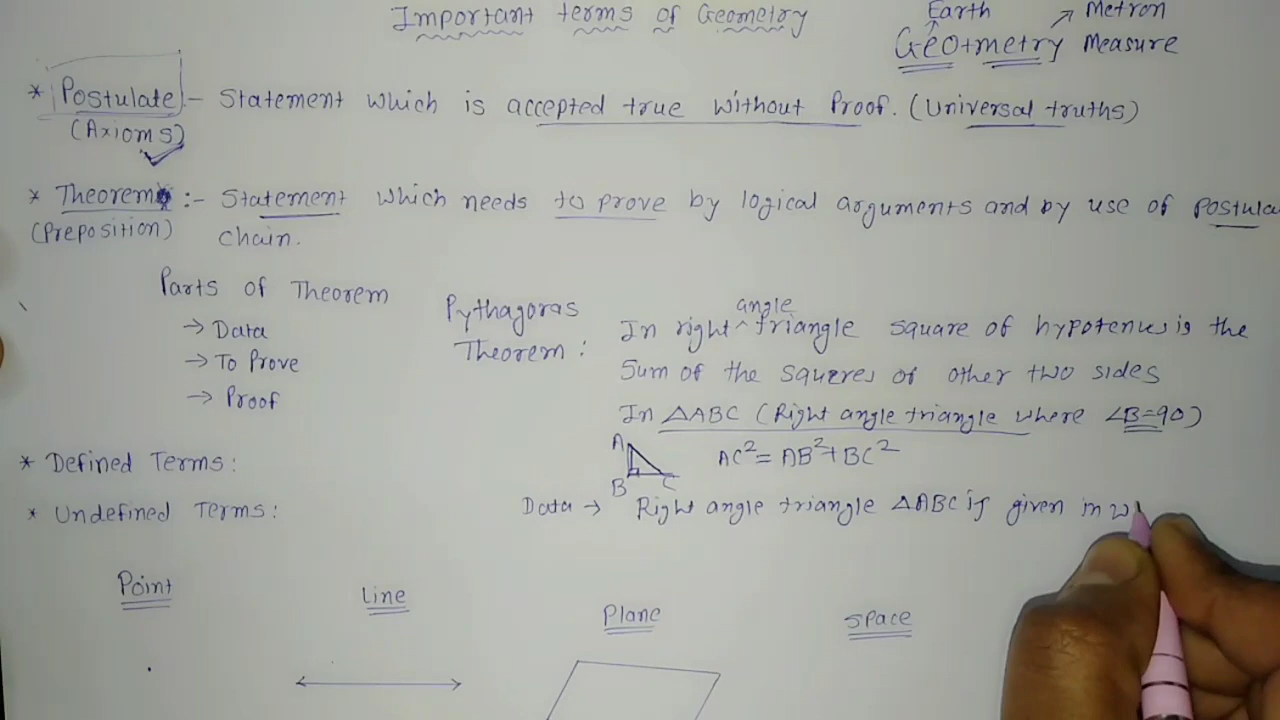 Important terms of Geometry
Earth
Metron
GeO+metry Measure
* Postulate :- Statement which is accepted true without Proof. (Universal truths)
(Axioms)
* Theorem :- Statement which needs to prove by logical arguments and by use of Postula
(Preposition) chain.
Parts of Theorem
→ Data
→ To Prove
→ Proof
Pythagoras
Theorem :
angle
In right ^ triangle square of hypotenus is the
Sum of the squares of other two sides
In △ABC (Right angle triangle where ∠B=90)
A
B
C
AC²= AB²+BC²
Data → Right angle triangle △ABC is given in w
* Defined Terms:
* Undefined Terms:
Point
Line
Plane
Space